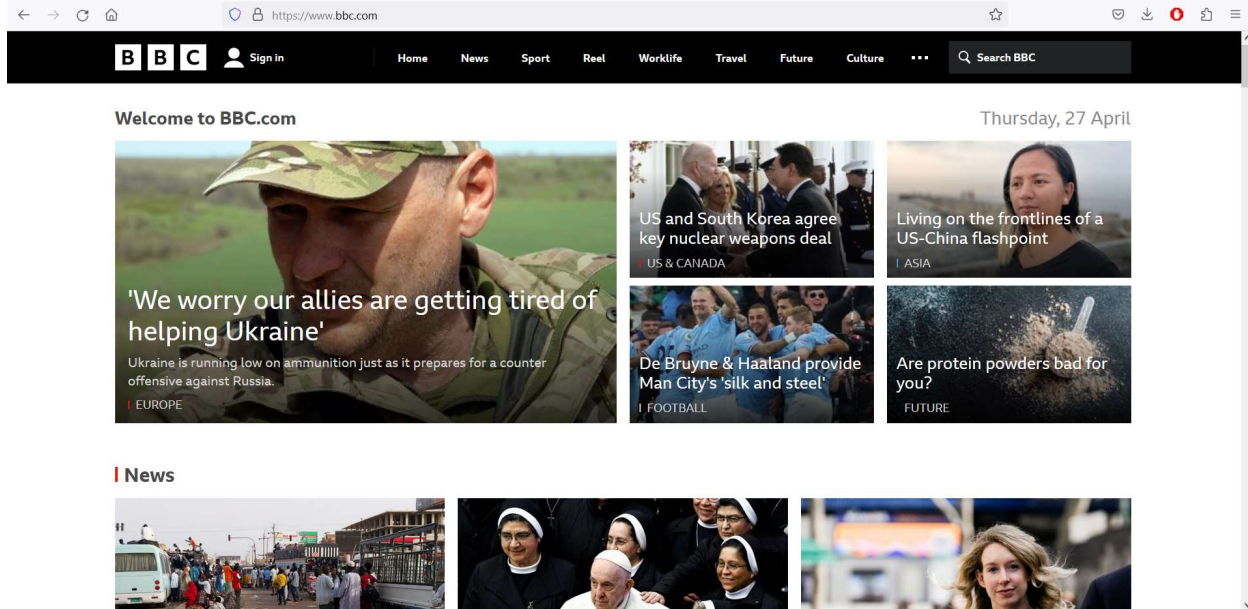 https://www.bbc.com
BBC
Sign in
Home
News
Sport
Reel
Worklife
Travel
Future
Culture
Search BBC
Welcome to BBC.com
Thursday, 27 April
'We worry our allies are getting tired of
helping Ukraine'
Ukraine is running low on ammunition just as it prepares for a counter
offensive against Russia.
EUROPE
US and South Korea agree
key nuclear weapons deal
US & CANADA
Living on the frontlines of a
US-China flashpoint
ASIA
De Bruyne & Haaland provide
Man City's 'silk and steel'
FOOTBALL
Are protein powders bad for
you?
FUTURE
News